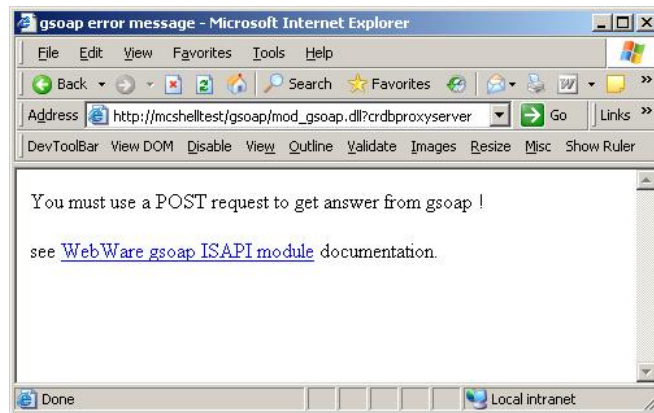 gsoap error message - Microsoft Internet Explorer
File Edit View Favorites Tools Help
Back Search Favorites
Address http://mcshelltest/gsoap/mod_gsoap.dll?crdbproxyserver Go Links »
DevToolBar View DOM Disable View Outline Validate Images Resize Misc Show Ruler
You must use a POST request to get answer from gsoap !
see WebWare gsoap ISAPI module documentation.
Done Local intranet